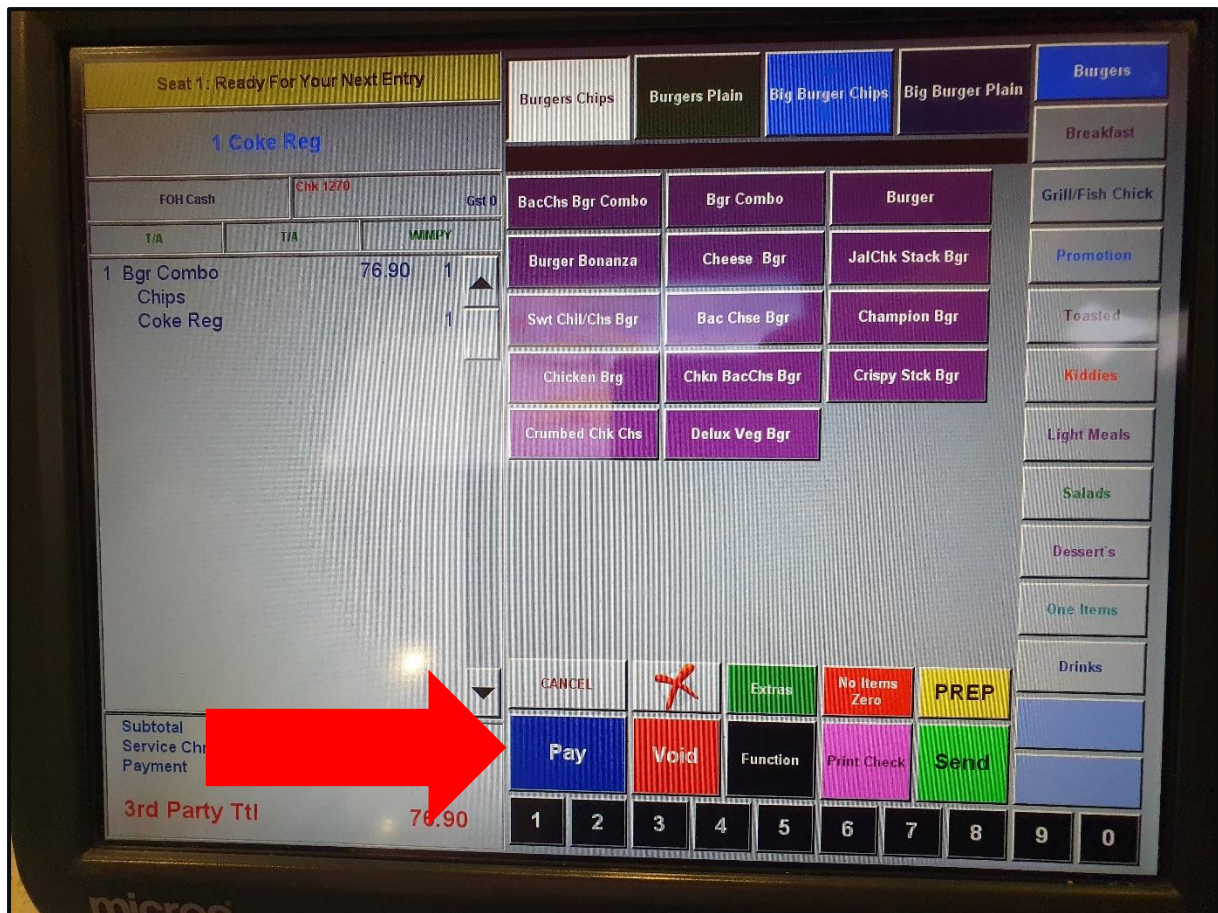 Seat 1: Ready For Your Next Entry
1 Coke Reg
FOH Cash
Chk 1270
Gst 0
T/A
T/A
WIMPY
1 Bgr Combo 76.90 1
Chips
Coke Reg 1
Subtotal
Service Chr
Payment
3rd Party Ttl 76.90
Burgers Chips
Burgers Plain
Big Burger Chips
Big Burger Plain
BacChs Bgr Combo
Bgr Combo
Burger
Burger Bonanza
Cheese Bgr
JalChk Stack Bgr
Swt Chil/Chs Bgr
Bac Chse Bgr
Champion Bgr
Chicken Brg
Chkn BacChs Bgr
Crispy Stck Bgr
Crumbed Chk Chs
Delux Veg Bgr
CANCEL
Extras
No Items
Zero
PREP
Pay
Void
Function
Print Check
Send
1 2 3 4 5 6 7 8 9 0
Burgers
Breakfast
Grill/Fish Chick
Promotion
Toasted
Kiddies
Light Meals
Salads
Dessert's
One Items
Drinks
micros